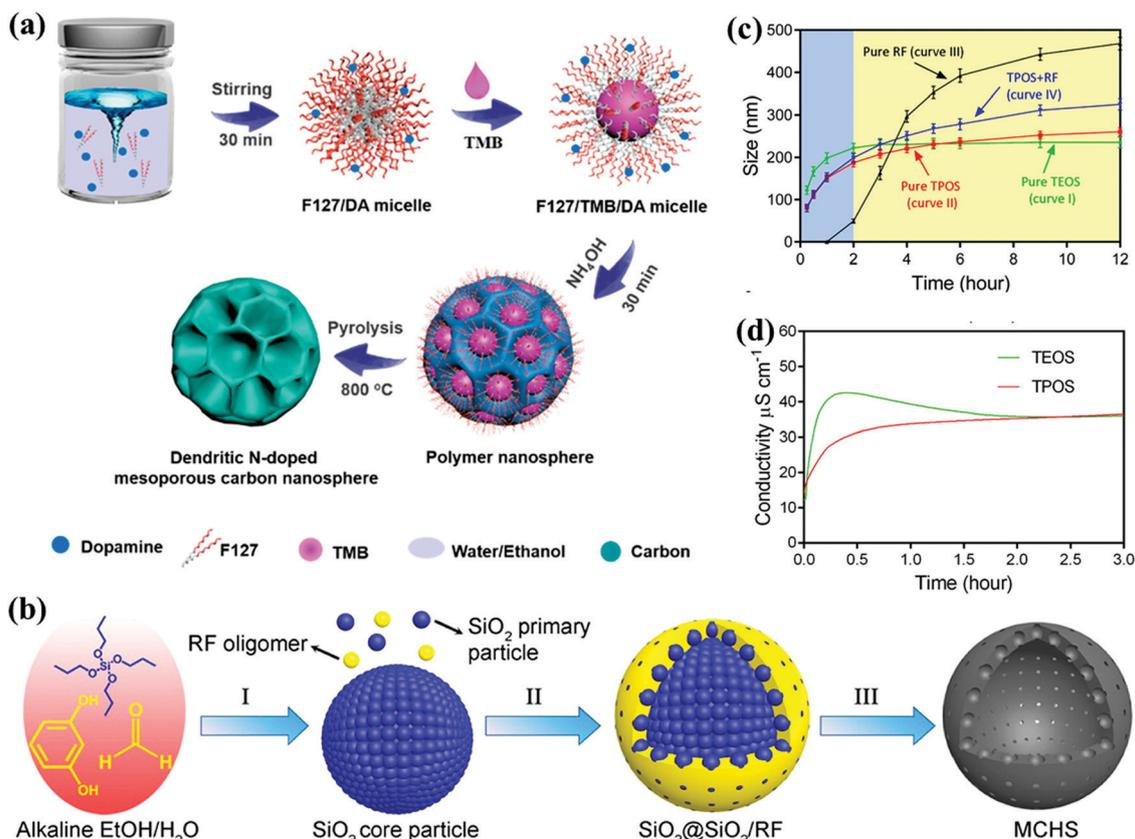 (a)
Stirring
30 min
TMB
F127/DA micelle
F127/TMB/DA micelle
NH₄OH
30 min
Pyrolysis
800 °C
Dendritic N-doped
mesoporous carbon nanosphere
Polymer nanosphere
Dopamine
F127
TMB
Water/Ethanol
Carbon
(c)
500
400
300
200
100
0
Size (nm)
Pure RF (curve III)
TPOS+RF
(curve IV)
Pure TPOS
(curve II)
Pure TEOS
(curve I)
0 2 4 6 8 10 12
Time (hour)
(d)
60
50
40
30
20
10
0
Conductivity μS cm⁻¹
TEOS
TPOS
0.0 0.5 1.0 1.5 2.0 2.5 3.0
Time (hour)
(b)
O
Si
O
O
O
OH
OH
O
H H
Alkaline EtOH/H₂O
I
RF oligomer
SiO₂ primary
particle
SiO₂ core particle
II
SiO₂@SiO₂/RF
III
MCHS